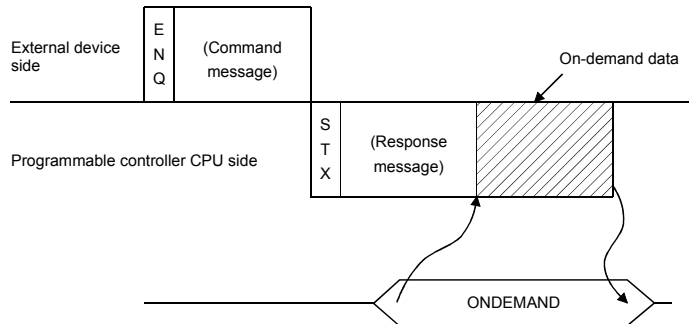 External device
side
E
N
Q
(Command
message)
On-demand data
Programmable controller CPU side
S
T
X
(Response
message)
ONDEMAND